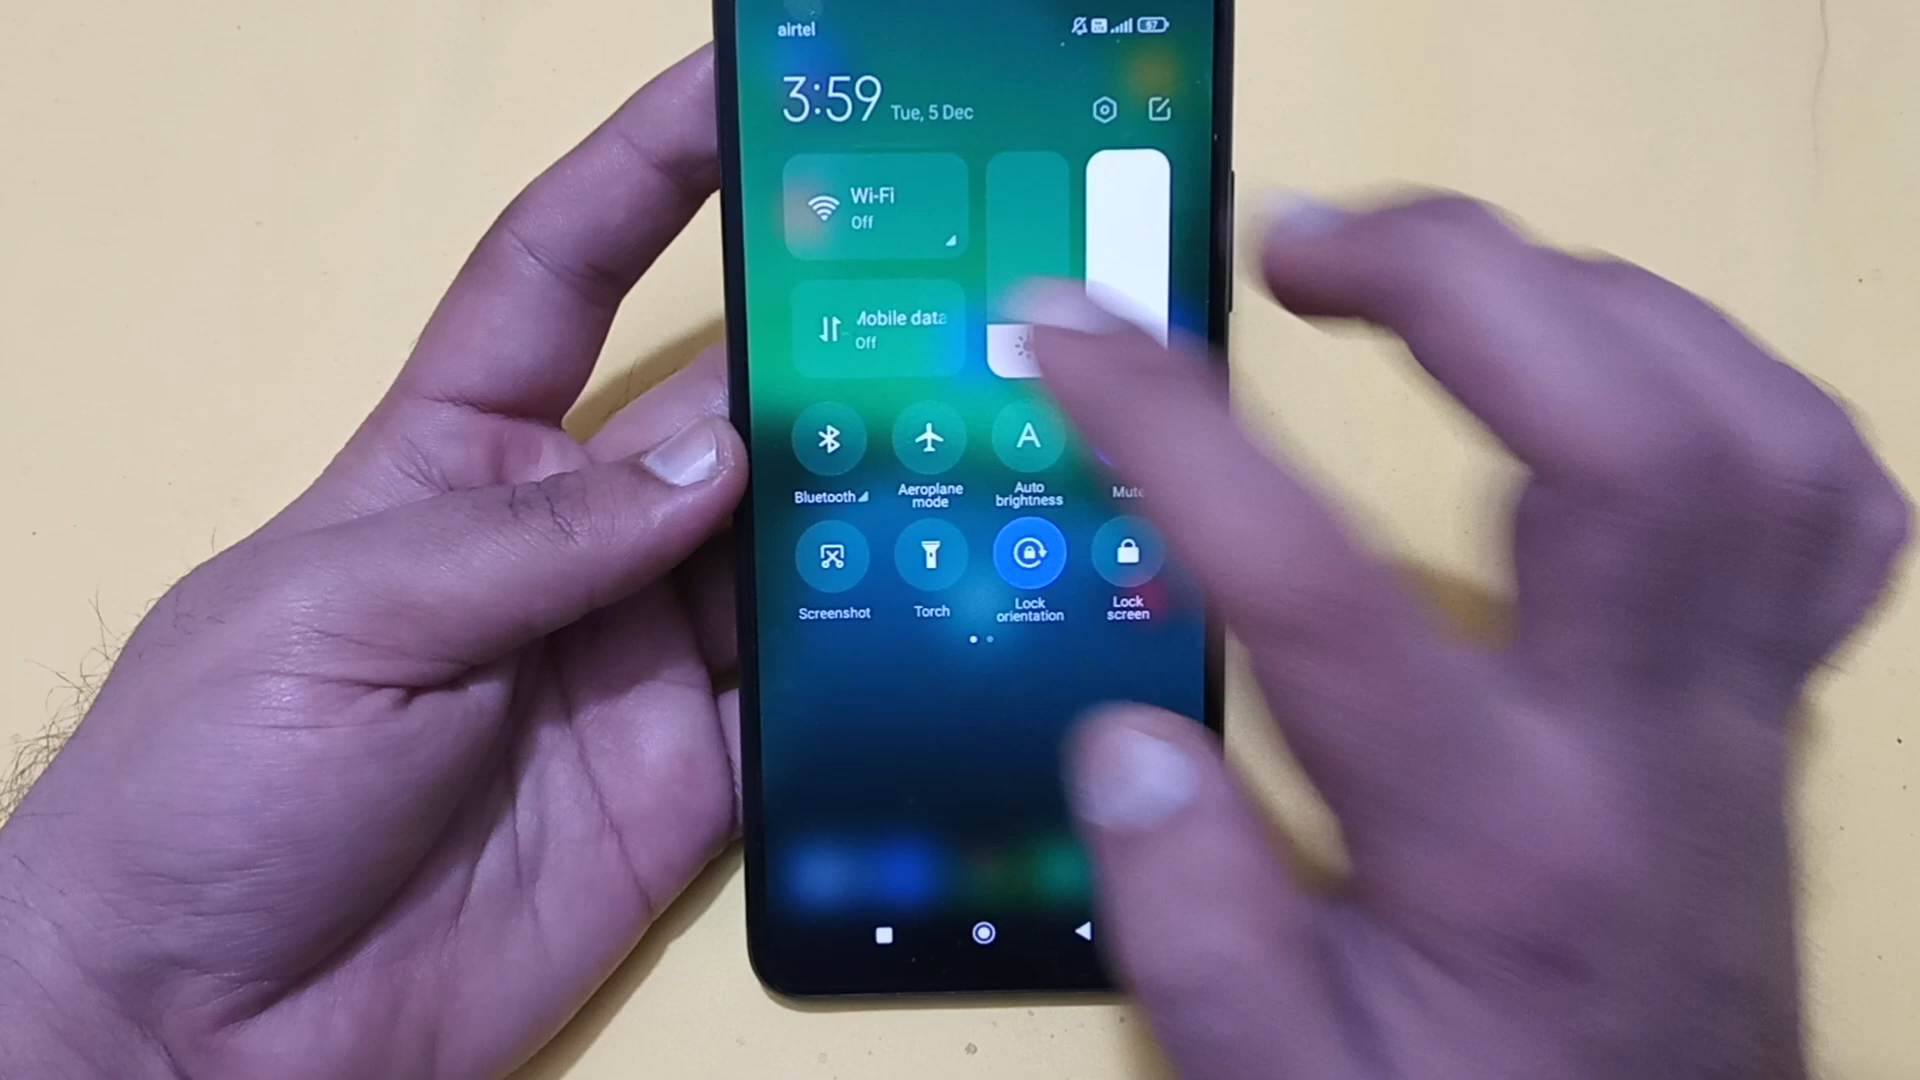 airtel
57
3:59 Tue, 5 Dec
Wi-Fi
Off
Mobile data
Off
Bluetooth
Aeroplane
mode
A
Auto
brightness
Mute
Screenshot
Torch
Lock
orientation
Lock
screen